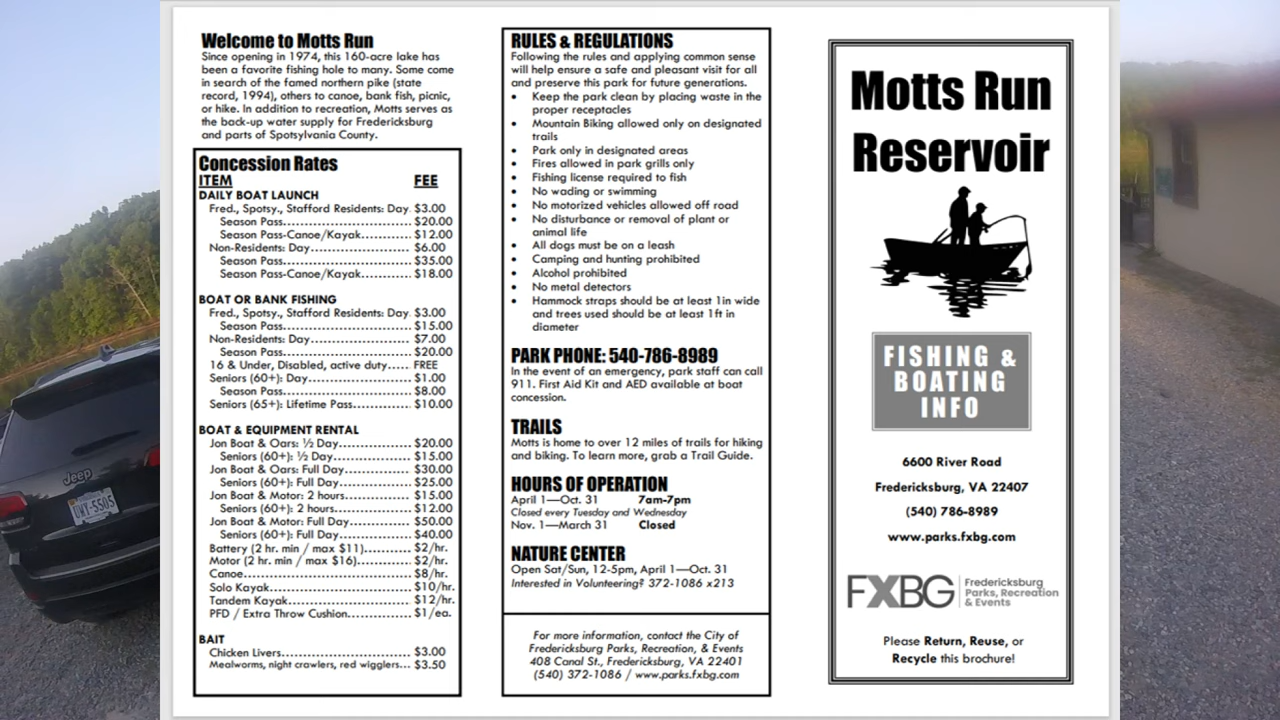 Welcome to Motts Run
Since opening in 1974, this 160-acre lake has
been a favorite fishing hole to many. Some come
in search of the famed northern pike (state
record, 1994), others to canoe, bank fish, picnic,
or hike. In addition to recreation, Motts serves as
the back-up water supply for Fredericksburg
and parts of Spotsylvania County.
Concession Rates
ITEM FEE
DAILY BOAT LAUNCH
Fred., Spotsy., Stafford Residents: Day $3.00
Season Pass........................................ $20.00
Season Pass-Canoe/Kayak............ $12.00
Non-Residents: Day........................ $6.00
Season Pass........................................ $35.00
Season Pass-Canoe/Kayak............ $18.00
BOAT OR BANK FISHING
Fred., Spotsy., Stafford Residents: Day $3.00
Season Pass........................................ $15.00
Non-Residents: Day........................ $7.00
Season Pass........................................ $20.00
16 & Under, Disabled, active duty..... FREE
Seniors (60+): Day........................ $1.00
Season Pass........................................ $8.00
Seniors (65+): Lifetime Pass............ $10.00
BOAT & EQUIPMENT RENTAL
Jon Boat & Oars: ½ Day.................. $20.00
Seniors (60+): ½ Day.................. $15.00
Jon Boat & Oars: Full Day................ $30.00
Seniors (60+): Full Day................ $25.00
Jon Boat & Motor: 2 hours................ $15.00
Seniors (60+): 2 hours.................. $12.00
Jon Boat & Motor: Full Day.............. $50.00
Seniors (60+): Full Day................ $40.00
Battery (2 hr. min / max $11)........... $2/hr.
Motor (2 hr. min / max $16)............. $2/hr.
Canoe........................................ $8/hr.
Solo Kayak................................... $10/hr.
Tandem Kayak............................... $12/hr.
PFD / Extra Throw Cushion............... $1/ea.
BAIT
Chicken Livers................................ $3.00
Mealworms, night crawlers, red wigglers... $3.50
RULES & REGULATIONS
Following the rules and applying common sense
will help ensure a safe and pleasant visit for all
and preserve this park for future generations.
• Keep the park clean by placing waste in the
proper receptacles
• Mountain Biking allowed only on designated
trails
• Park only in designated areas
• Fires allowed in park grills only
• Fishing license required to fish
• No wading or swimming
• No motorized vehicles allowed off road
• No disturbance or removal of plant or
animal life
• All dogs must be on a leash
• Camping and hunting prohibited
• Alcohol prohibited
• No metal detectors
• Hammock straps should be at least 1in wide
and trees used should be at least 1ft in
diameter
PARK PHONE: 540-786-8989
In the event of an emergency, park staff can call
911. First Aid Kit and AED available at boat
concession.
TRAILS
Motts is home to over 12 miles of trails for hiking
and biking. To learn more, grab a Trail Guide.
HOURS OF OPERATION
April 1—Oct. 31 7am-7pm
Closed every Tuesday and Wednesday
Nov. 1—March 31 Closed
NATURE CENTER
Open Sat/Sun, 12-5pm, April 1—Oct. 31
Interested in Volunteering? 372-1086 x213
For more information, contact the City of
Fredericksburg Parks, Recreation, & Events
408 Canal St., Fredericksburg, VA 22401
(540) 372-1086 / www.parks.fxbg.com
Motts Run
Reservoir
FISHING &
BOATING
INFO
6600 River Road
Fredericksburg, VA 22407
(540) 786-8989
www.parks.fxbg.com
FXBG
Fredericksburg
Parks, Recreation
& Events
Please Return, Reuse, or
Recycle this brochure!
Jeep
UWY-5505